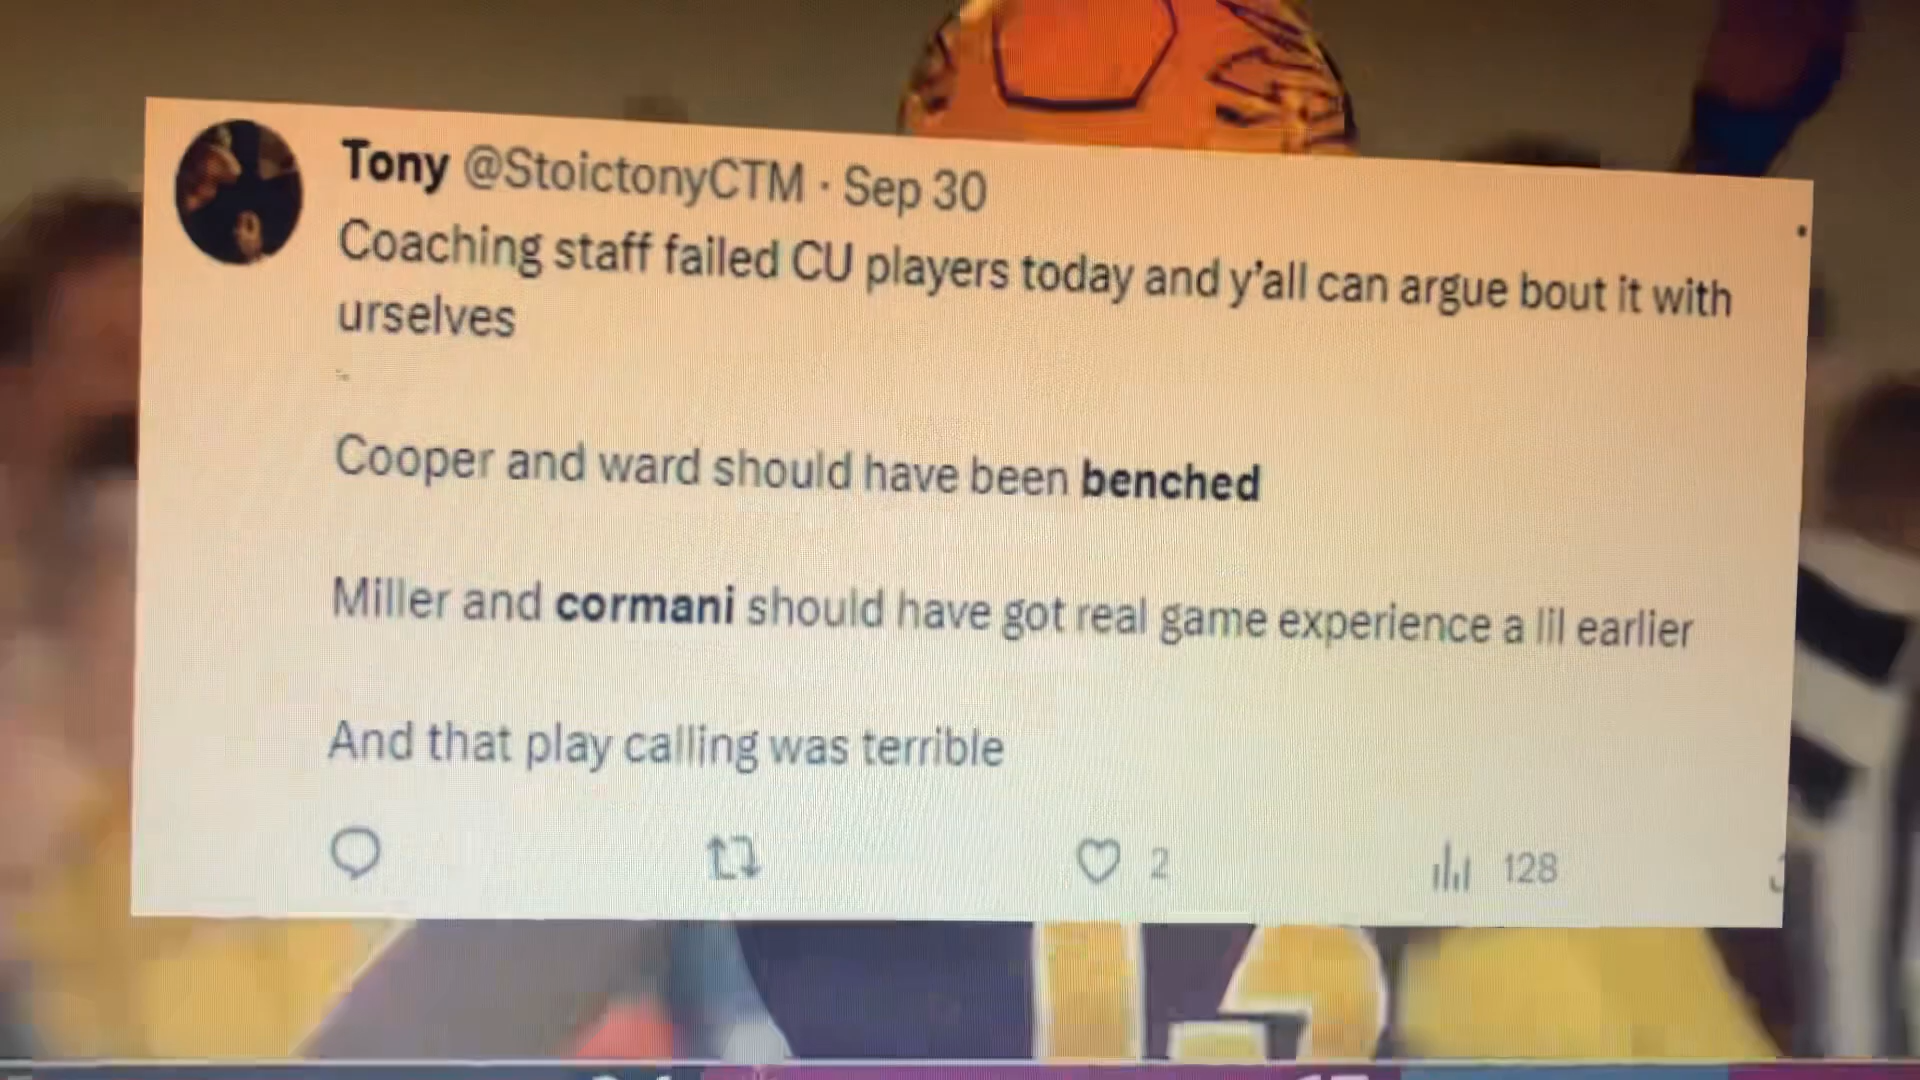 Tony @StoictonyCTM · Sep 30
Coaching staff failed CU players today and y'all can argue bout it with
urselves
Cooper and ward should have been benched
Miller and cormani should have got real game experience a lil earlier
And that play calling was terrible
2 128